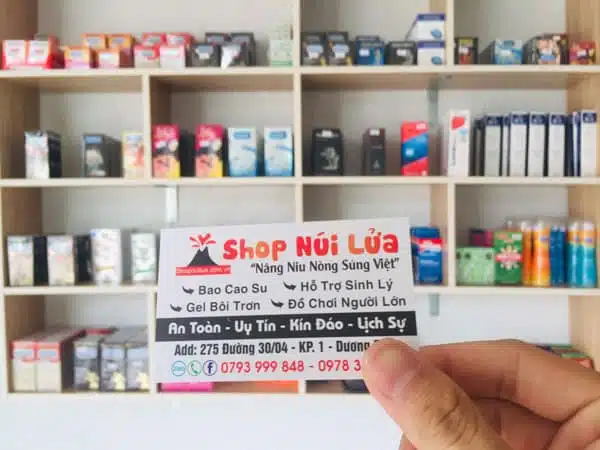 Shop Núi Lửa
"Nâng Niu Nòng Súng Việt"
Bao Cao Su
Hỗ Trợ Sinh Lý
Gel Bôi Trơn
Đồ Chơi Người Lớn
An Toàn - Uy Tín - Kín Đáo - Lịch Sự
Add: 275 Đường 30/04 - KP. 1 - Dương
0793 999 848 - 0978 3